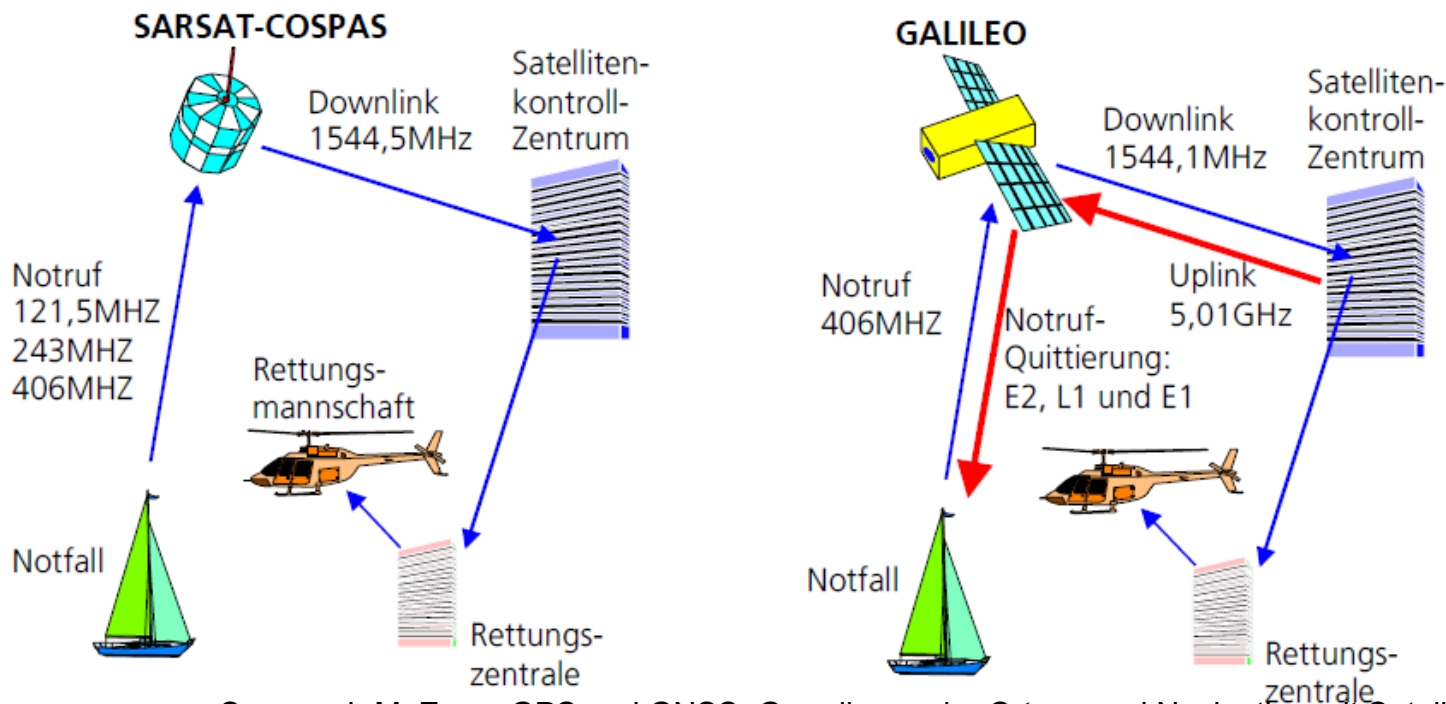 SARSAT-COSPAS
Downlink
1544,5MHz
Satelliten-
kontroll-
Zentrum
Notruf
121,5MHZ
243MHZ
406MHZ
Rettungs-
mannschaft
Notfall
Rettungs-
zentrale
GALILEO
Downlink
1544,1MHz
Satelliten-
kontroll-
Zentrum
Uplink
5,01GHz
Notruf
406MHZ
Notruf-
Quittierung:
E2, L1 und E1
Notfall
Rettungs-
zentrale